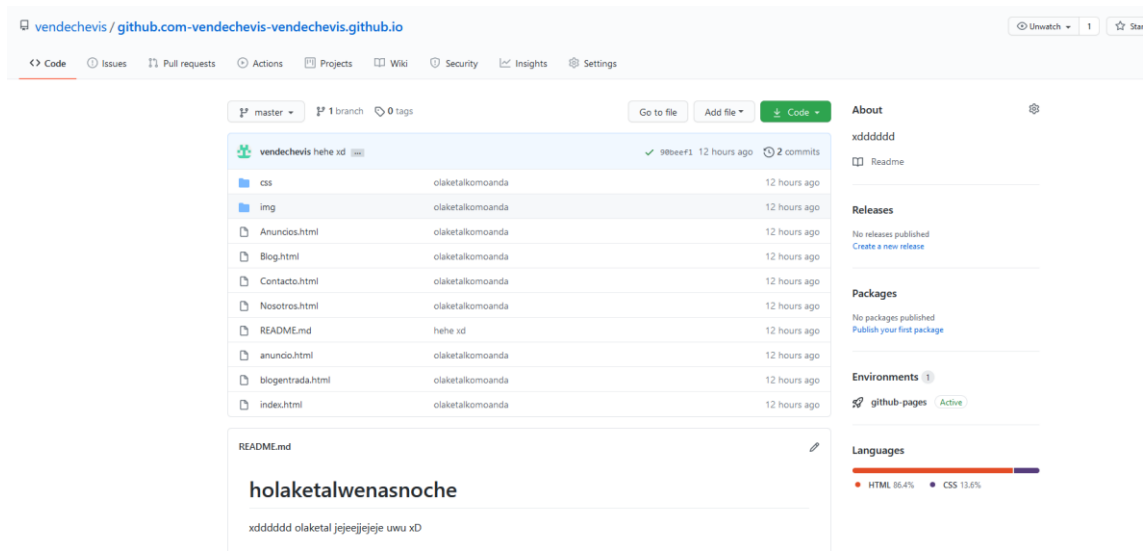 vendechevis / github.com-vendechevis-vendechevis.github.io
Unwatch 1 Star
Code Issues Pull requests Actions Projects Wiki Security Insights Settings
master 1 branch 0 tags Go to file Add file Code
vendechevis hehe xd ... 90beef1 12 hours ago 2 commits
css olaketalkomoanda 12 hours ago
img olaketalkomoanda 12 hours ago
Anuncios.html olaketalkomoanda 12 hours ago
Blog.html olaketalkomoanda 12 hours ago
Contacto.html olaketalkomoanda 12 hours ago
Nosotros.html olaketalkomoanda 12 hours ago
README.md hehe xd 12 hours ago
anuncio.html olaketalkomoanda 12 hours ago
blogentrada.html olaketalkomoanda 12 hours ago
index.html olaketalkomoanda 12 hours ago
README.md
holaketalwenasnoche
xdddddd olaketal jejeejjejeje uwu xD
About
xdddddd
Readme
Releases
No releases published
Create a new release
Packages
No packages published
Publish your first package
Environments 1
github-pages Active
Languages
HTML 86.4% CSS 13.6%